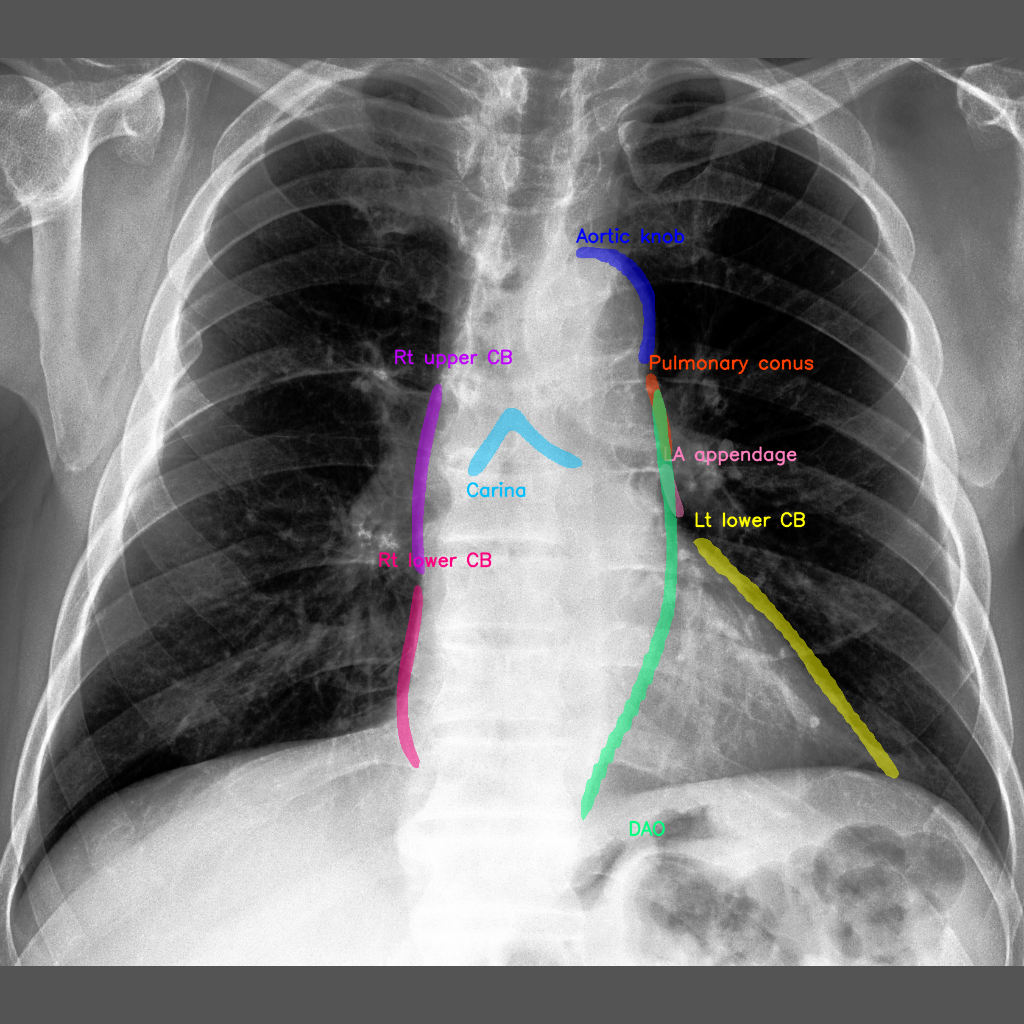 Aortic knob
Rt upper CB
Pulmonary conus
LA appendage
Carina
Lt lower CB
Rt lower CB
DAO